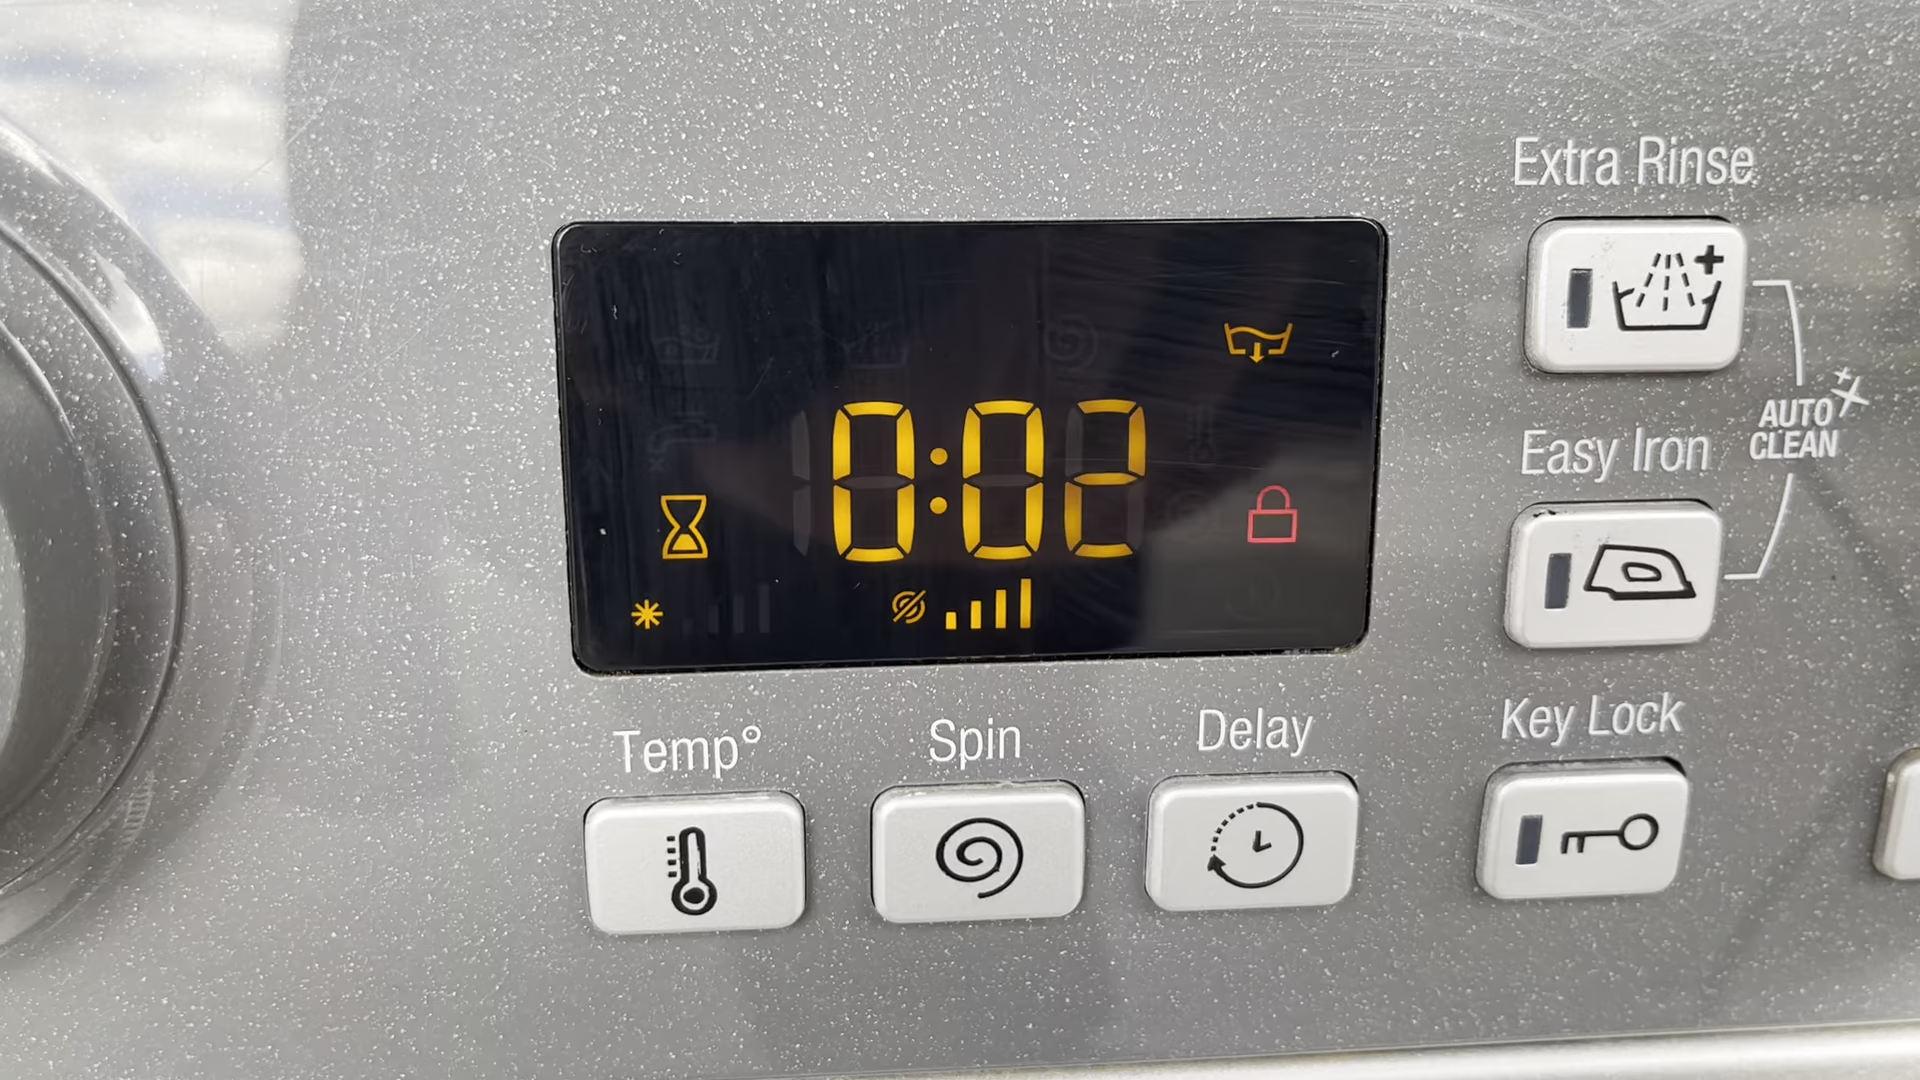 Extra Rinse
0:02
AUTO
CLEAN
Easy Iron
Key Lock
Temp°
Spin
Delay